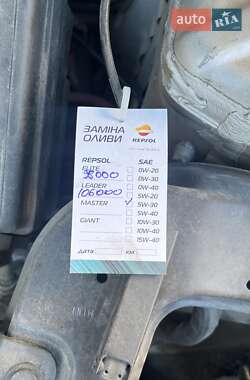 AUTO RIA
ЗАМІНА
ОЛИВИ
REPSOL
REPSOL SAE
ELITE 0W-20
0W-30
LEADER 0W-40
106000 5W-20
MASTER ✓ 5W-30
5W-40
GIANT 10W-30
10W-40
15W-40
ДАТА КМ